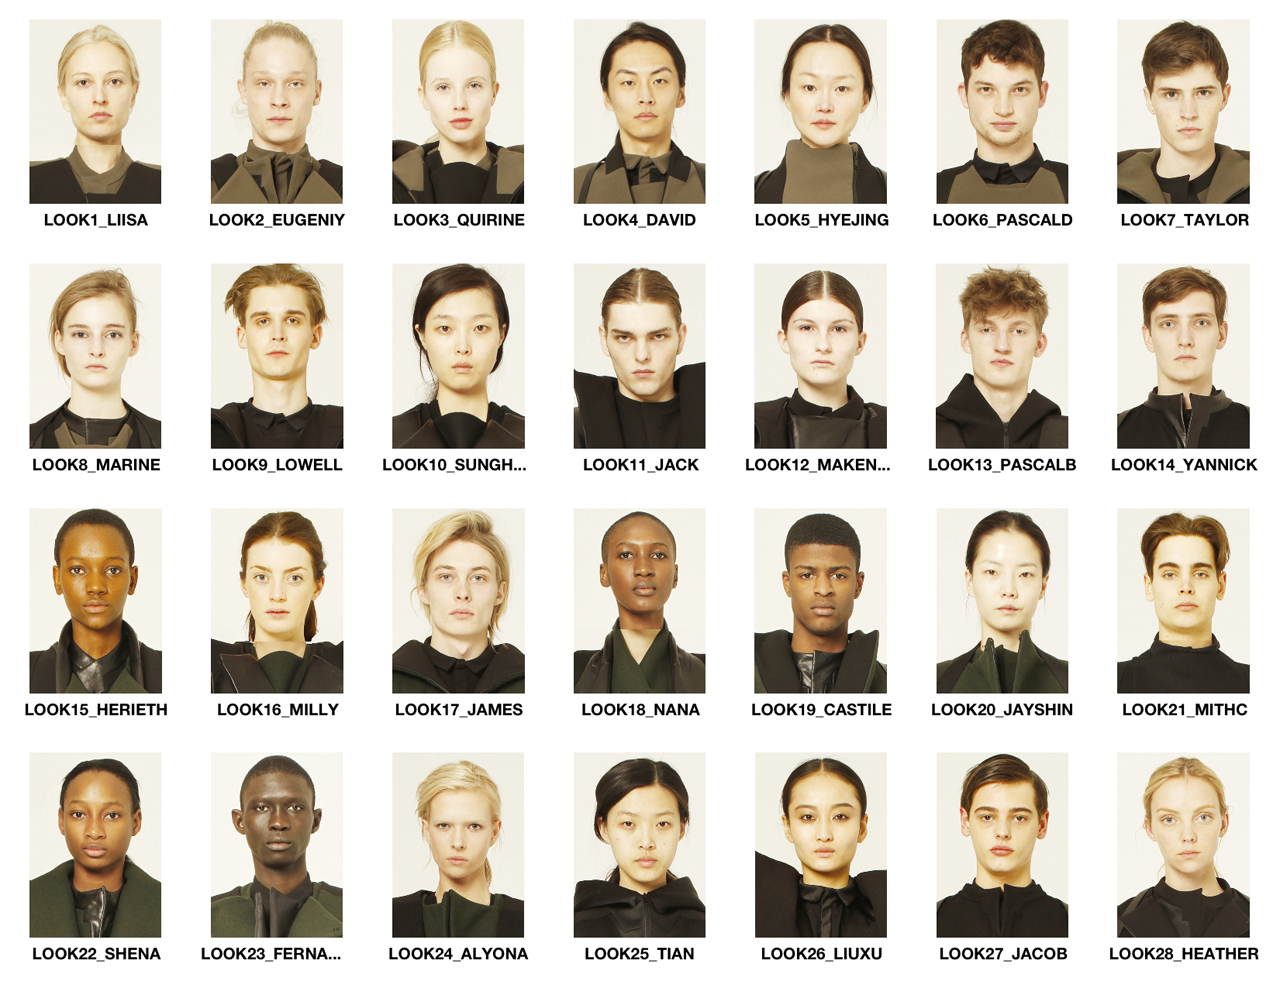 LOOK1_LIISA
LOOK2_EUGENIY
LOOK3_QUIRINE
LOOK4_DAVID
LOOK5_HYEJING
LOOK6_PASCALD
LOOK7_TAYLOR
LOOK8_MARINE
LOOK9_LOWELL
LOOK10_SUNGH...
LOOK11_JACK
LOOK12_MAKEN...
LOOK13_PASCALB
LOOK14_YANNICK
LOOK15_HERIETH
LOOK16_MILLY
LOOK17_JAMES
LOOK18_NANA
LOOK19_CASTILE
LOOK20_JAYSHIN
LOOK21_MITHC
LOOK22_SHENA
LOOK23_FERNA...
LOOK24_ALYONA
LOOK25_TIAN
LOOK26_LIUXU
LOOK27_JACOB
LOOK28_HEATHER